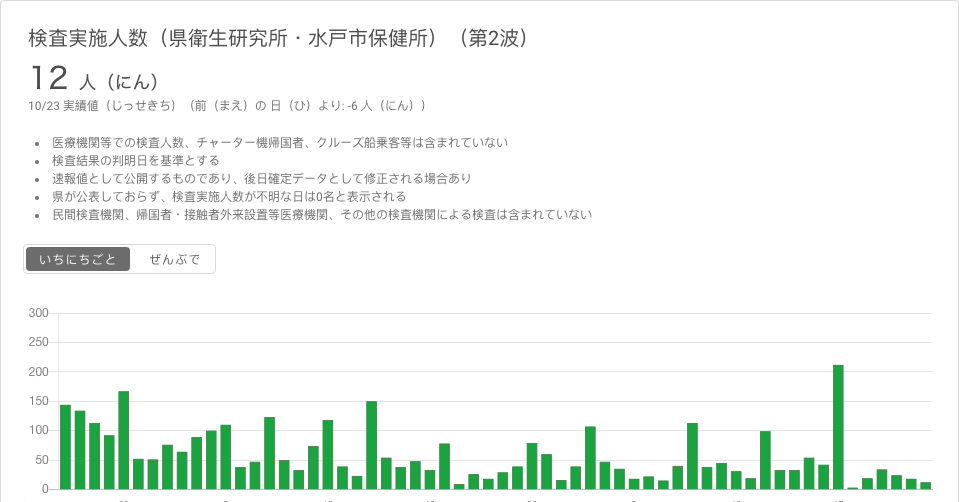 検査実施人数（県衛生研究所・水戸市保健所）（第2波）
12 人（にん）
10/23 実績値（じっせきち）（前（まえ）の 日（ひ）より: -6 人（にん））
• 医療機関等での検査人数、チャーター機帰国者、クルーズ船乗客等は含まれていない
• 検査結果の判明日を基準とする
• 速報値として公開するものであり、後日確定データとして修正される場合あり
• 県が公表しておらず、検査実施人数が不明な日は0名と表示される
• 民間検査機関、帰国者・接触者外来設置等医療機関、その他の検査機関による検査は含まれていない
いちにちごと ぜんぶで
300
250
200
150
100
50
0